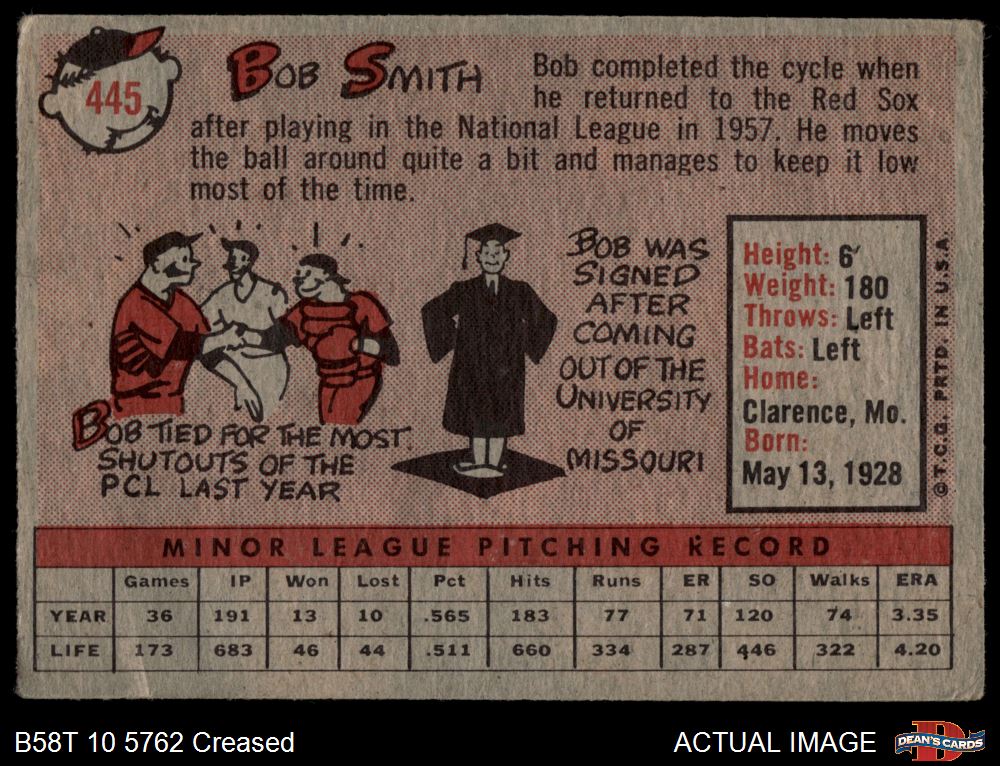 445
BOB SMITH
Bob completed the cycle when
he returned to the Red Sox
after playing in the National League in 1957. He moves
the ball around quite a bit and manages to keep it low
most of the time.
BOB TIED FOR THE MOST
SHUTOUTS OF THE
PCL LAST YEAR
BOB WAS
SIGNED
AFTER
COMING
OUT OF THE
UNIVERSITY
OF
MISSOURI
Height: 6'
Weight: 180
Throws: Left
Bats: Left
Home:
Clarence, Mo.
Born:
May 13, 1928
© T.C.G. PRTD. IN U.S.A.
MINOR LEAGUE PITCHING RECORD
Games IP Won Lost Pct Hits Runs ER SO Walks ERA
YEAR 36 191 13 10 .565 183 77 71 120 74 3.35
LIFE 173 683 46 44 .511 660 334 287 446 322 4.20
B58T 10 5762 Creased
ACTUAL IMAGE
DEAN'S CARDS